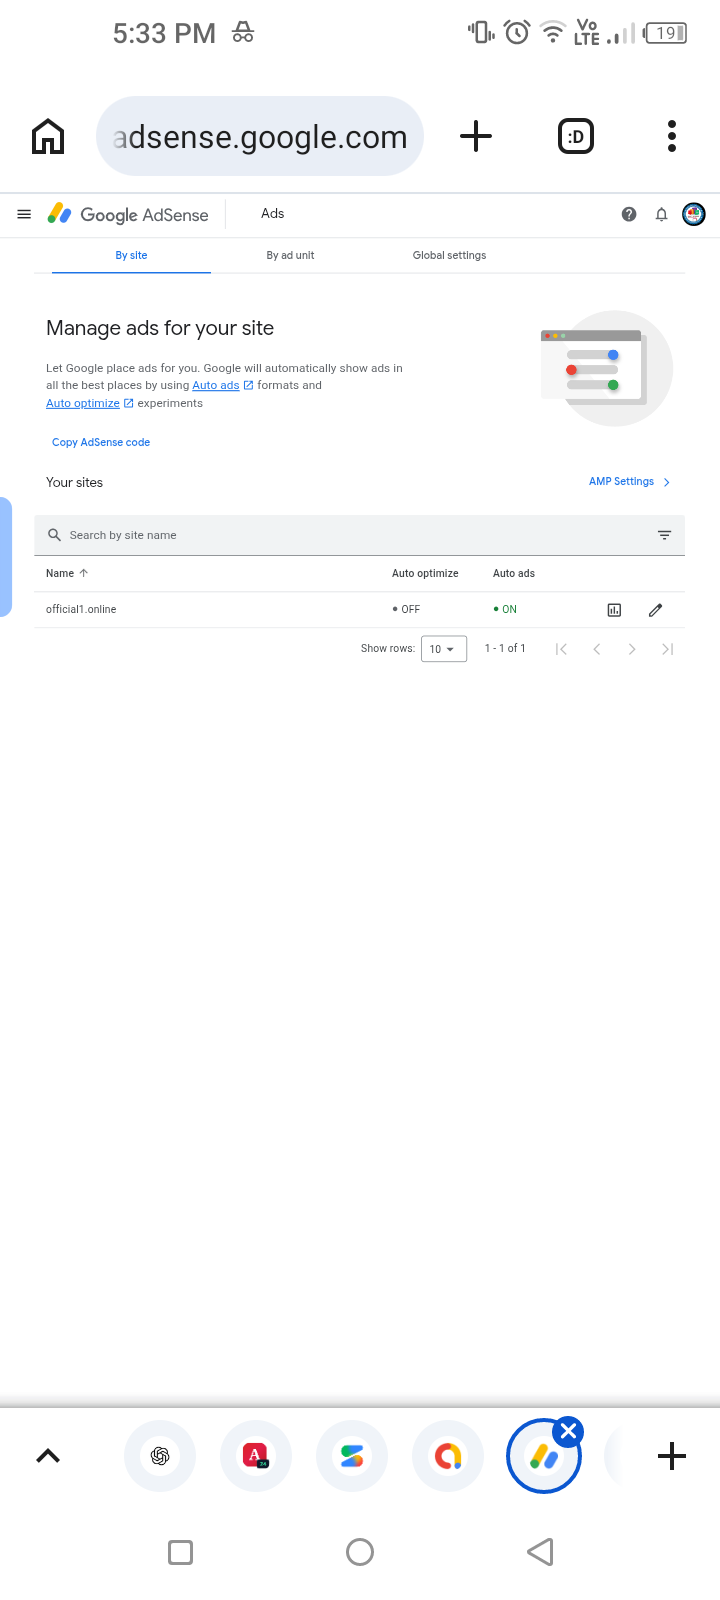 5:33 PM
Vo LTE
19
adsense.google.com
:D
Google AdSense
Ads
By site
By ad unit
Global settings
Manage ads for your site
Let Google place ads for you. Google will automatically show ads in
all the best places by using Auto ads formats and
Auto optimize experiments
Copy AdSense code
Your sites
AMP Settings
Search by site name
Name
Auto optimize
Auto ads
official1.online
OFF
ON
Show rows:
10
1 - 1 of 1
A